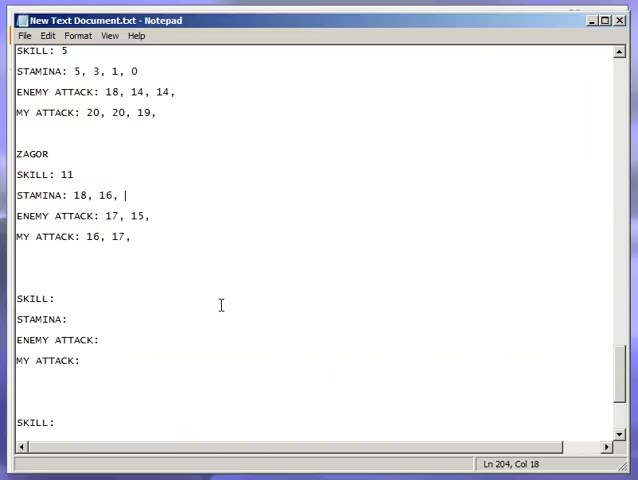 New Text Document.txt - Notepad
File Edit Format View Help
SKILL: 5
STAMINA: 5, 3, 1, 0
ENEMY ATTACK: 18, 14, 14,
MY ATTACK: 20, 20, 19,
ZAGOR
SKILL: 11
STAMINA: 18, 16,
ENEMY ATTACK: 17, 15,
MY ATTACK: 16, 17,
SKILL:
STAMINA:
ENEMY ATTACK:
MY ATTACK:
SKILL:
Ln 204, Col 18